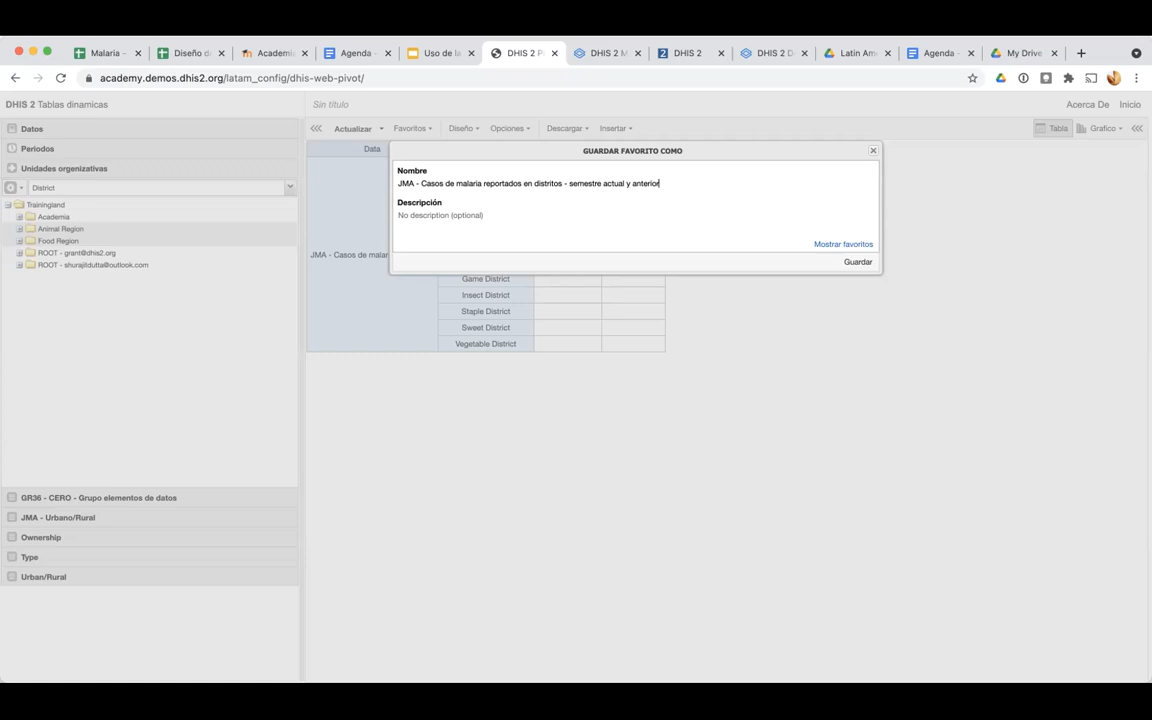 Malaria -
Diseño d
Academia
Agenda -
Uso de la
DHIS 2 P
DHIS 2 M
DHIS 2
DHIS 2 D
Latin Am
Agenda -
My Drive
academy.demos.dhis2.org/latam_config/dhis-web-pivot/
DHIS 2 Tablas dinamicas
Sin título
Acerca De
Inicio
Datos
Periodos
Unidades organizativas
District
Trainingland
Academia
Animal Region
Food Region
ROOT - grant@dhis2.org
ROOT - shurajitdutta@outlook.com
GR36 - CERO - Grupo elementos de datos
JMA - Urbano/Rural
Ownership
Type
Urban/Rural
Actualizar
Favoritos
Diseño
Opciones
Descargar
Insertar
Tabla
Grafico
Data
JMA - Casos de malar
Game District
Insect District
Staple District
Sweet District
Vegetable District
GUARDAR FAVORITO COMO
Nombre
JMA - Casos de malaria reportados en distritos - semestre actual y anterior
Descripción
No description (optional)
Mostrar favoritos
Guardar